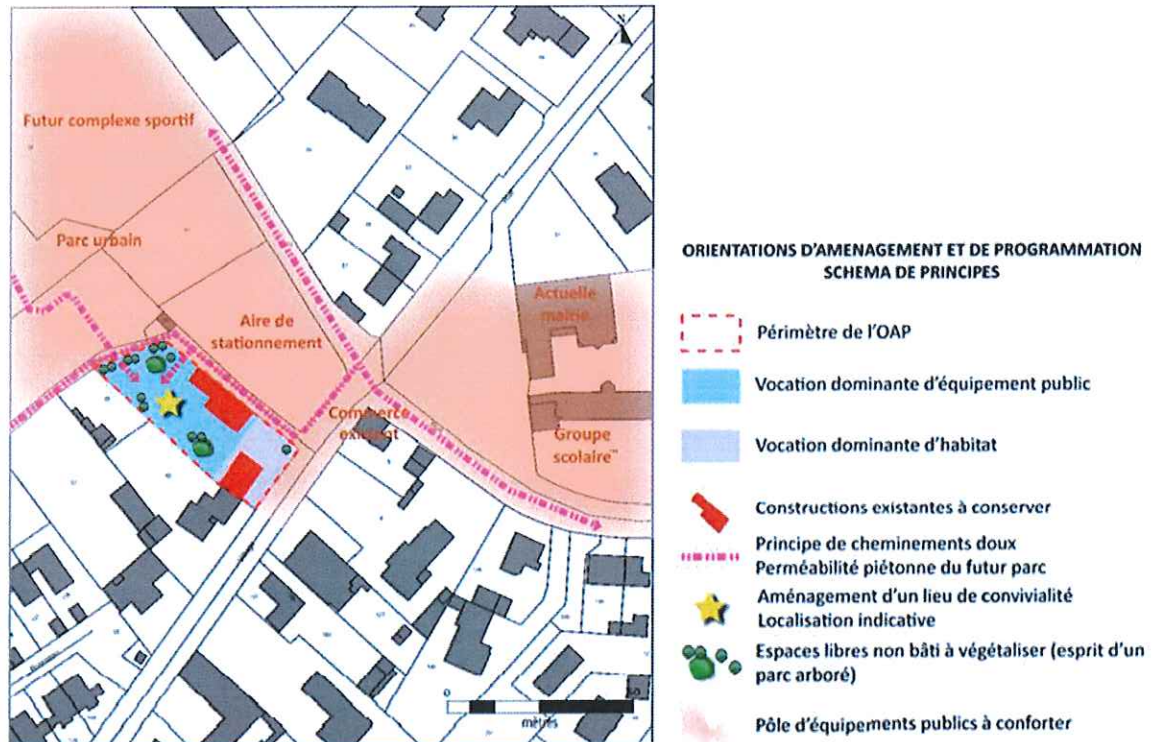 N
Futur complexe sportif
Parc urbain
Aire de
stationnement
Actuelle
mairie
Commerce
existant
Groupe
scolaire
0
50
mètres
ORIENTATIONS D'AMENAGEMENT ET DE PROGRAMMATION
SCHEMA DE PRINCIPES
Périmètre de l'OAP
Vocation dominante d'équipement public
Vocation dominante d'habitat
Constructions existantes à conserver
Principe de cheminements doux
Perméabilité piétonne du futur parc
Aménagement d'un lieu de convivialité
Localisation indicative
Espaces libres non bâti à végétaliser (esprit d'un
parc arboré)
Pôle d'équipements publics à conforter